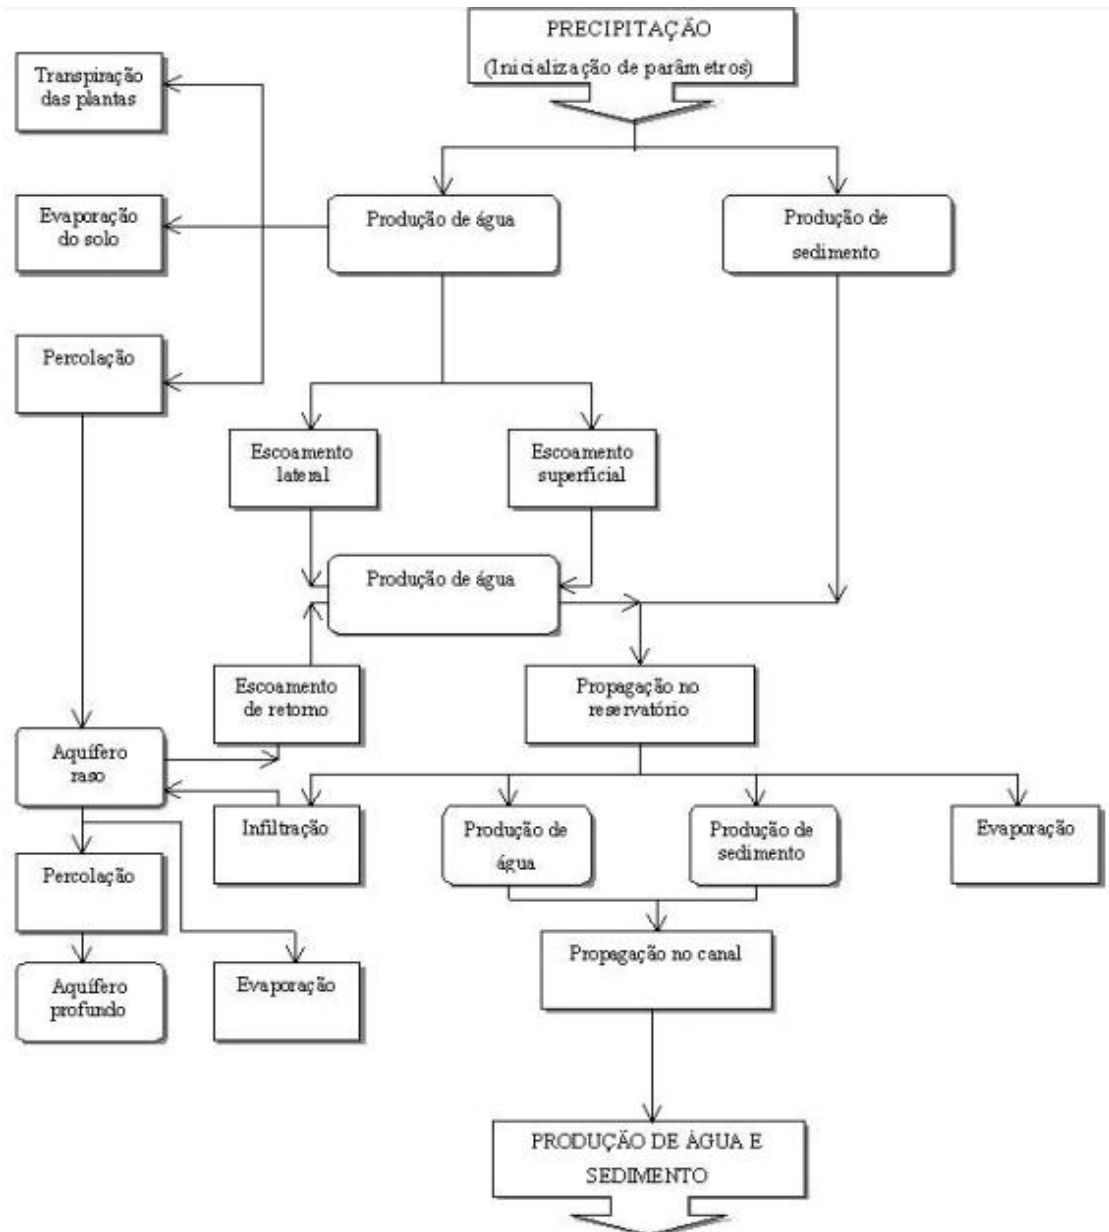 PRECIPITAÇÃO
(Inicialização de parâmetros)
Transpiração
das plantas
Evaporação
do solo
Produção de água
Produção de
sedimento
Percolação
Escoamento
lateral
Escoamento
superficial
Produção de água
Escoamento
de retorno
Propagação no
reservatório
Aquífero
raso
Infiltração
Produção de
água
Produção de
sedimento
Evaporação
Percolação
Propagação no canal
Aquífero
profundo
Evaporação
PRODUÇÃO DE ÁGUA E
SEDIMENTO